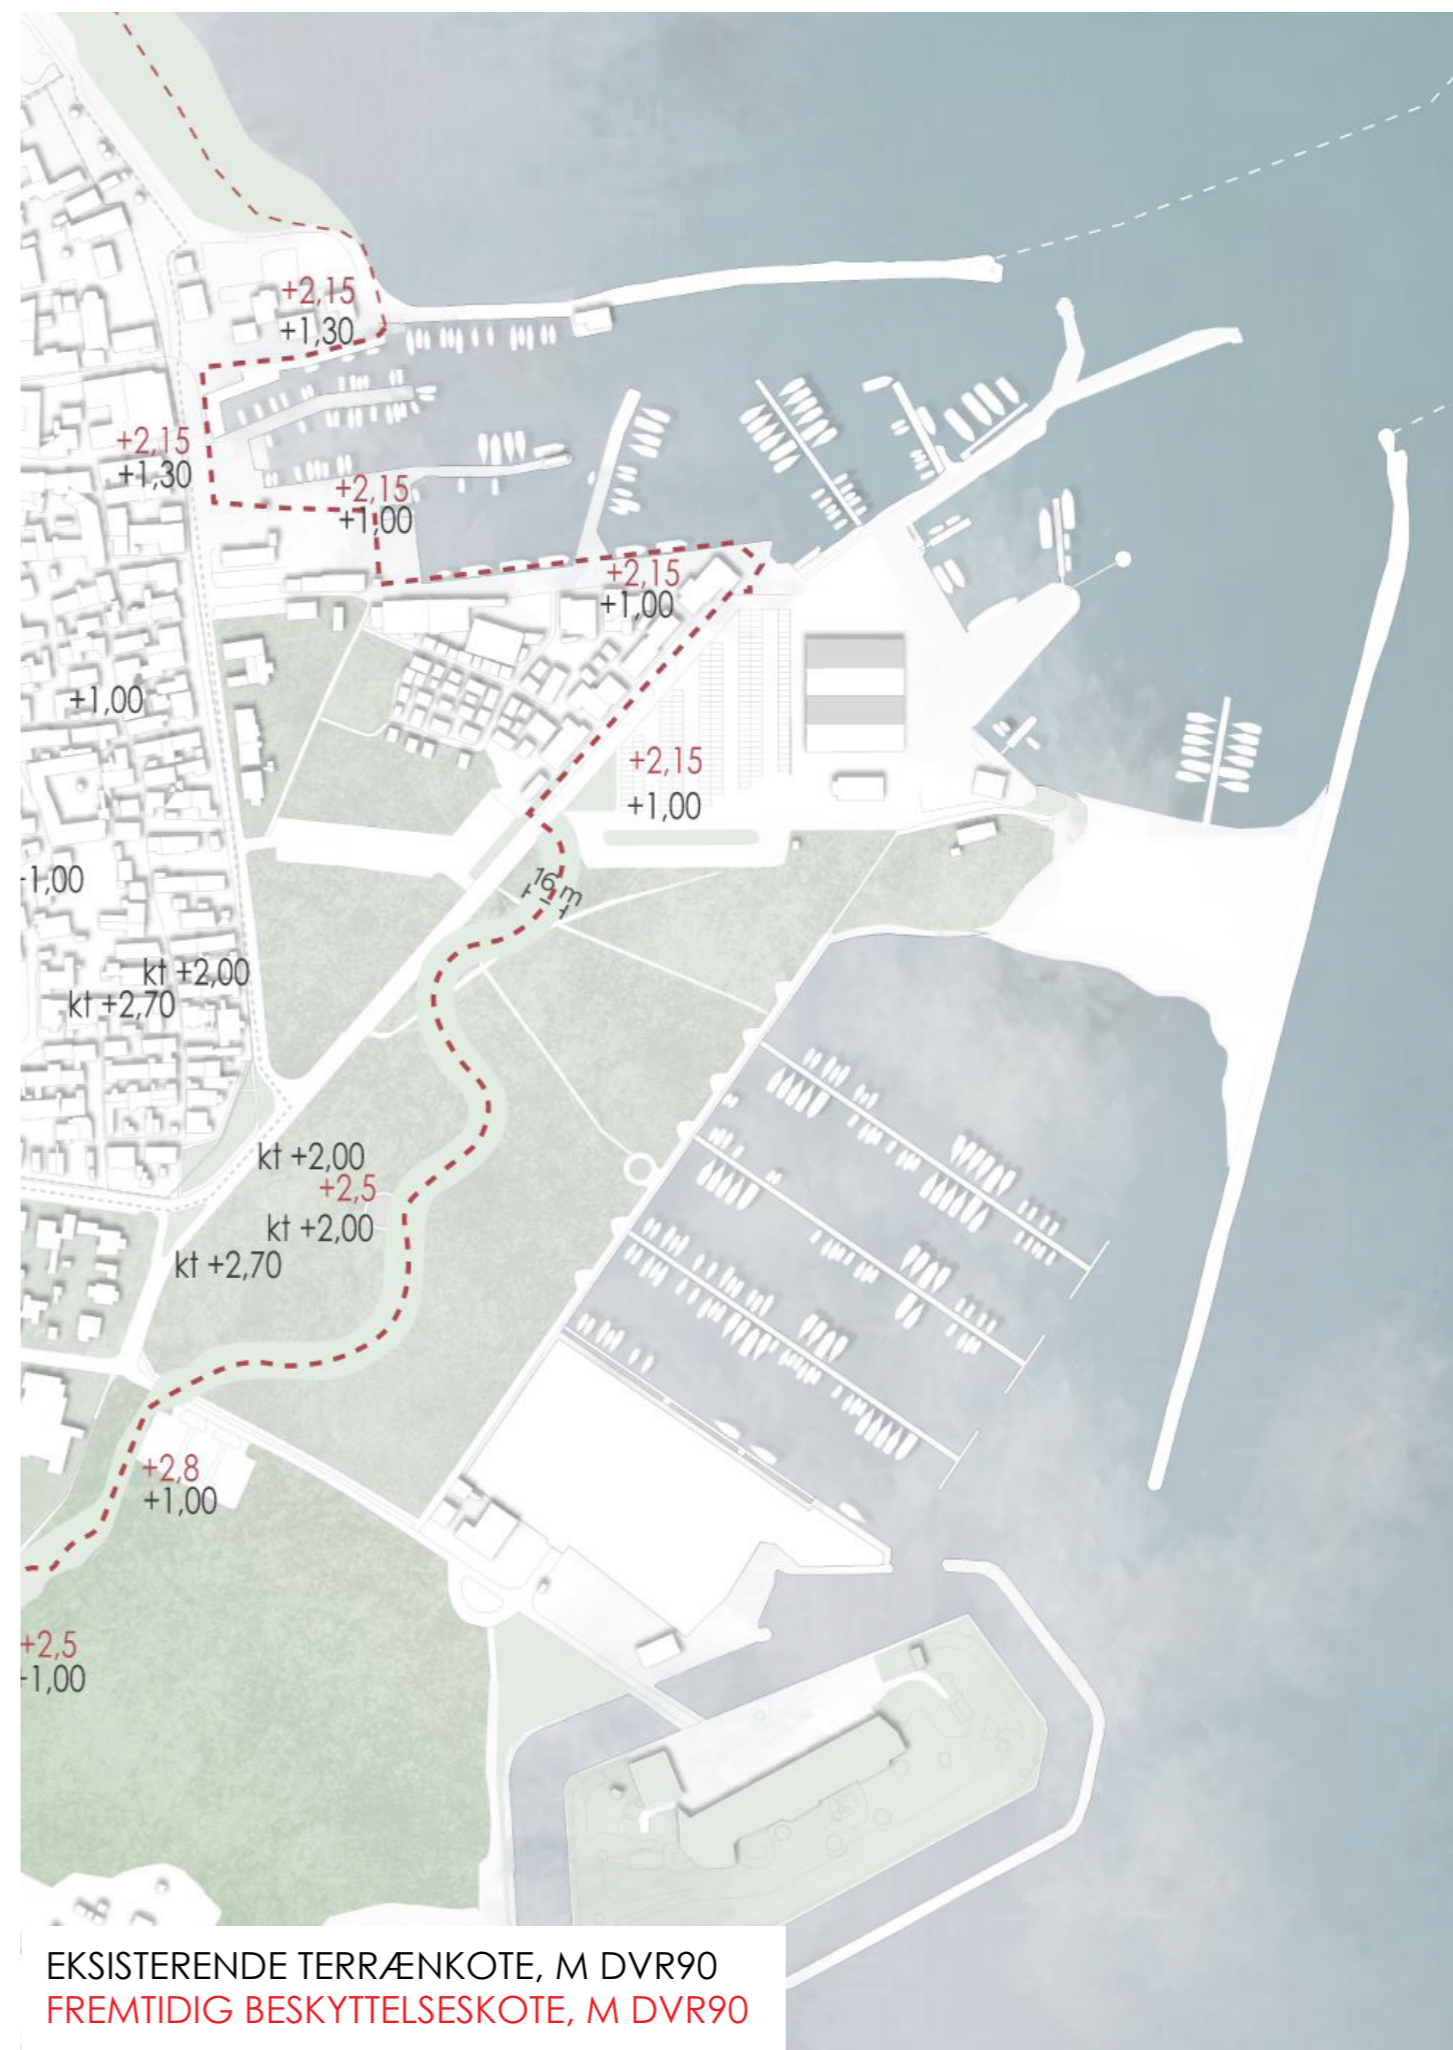 +2,15
+1,30
+2,15
+1,30
+2,15
+1,00
+2,15
+1,00
+1,00
+2,15
+1,00
-1,00
16 m
kt +2,00
kt +2,70
kt +2,00
+2,5
kt +2,00
kt +2,70
+2,8
+1,00
+2,5
+1,00
EKSISTERENDE TERRÆNKOTE, M DVR90
FREMTIDIG BESKYTTELSESKOTE, M DVR90